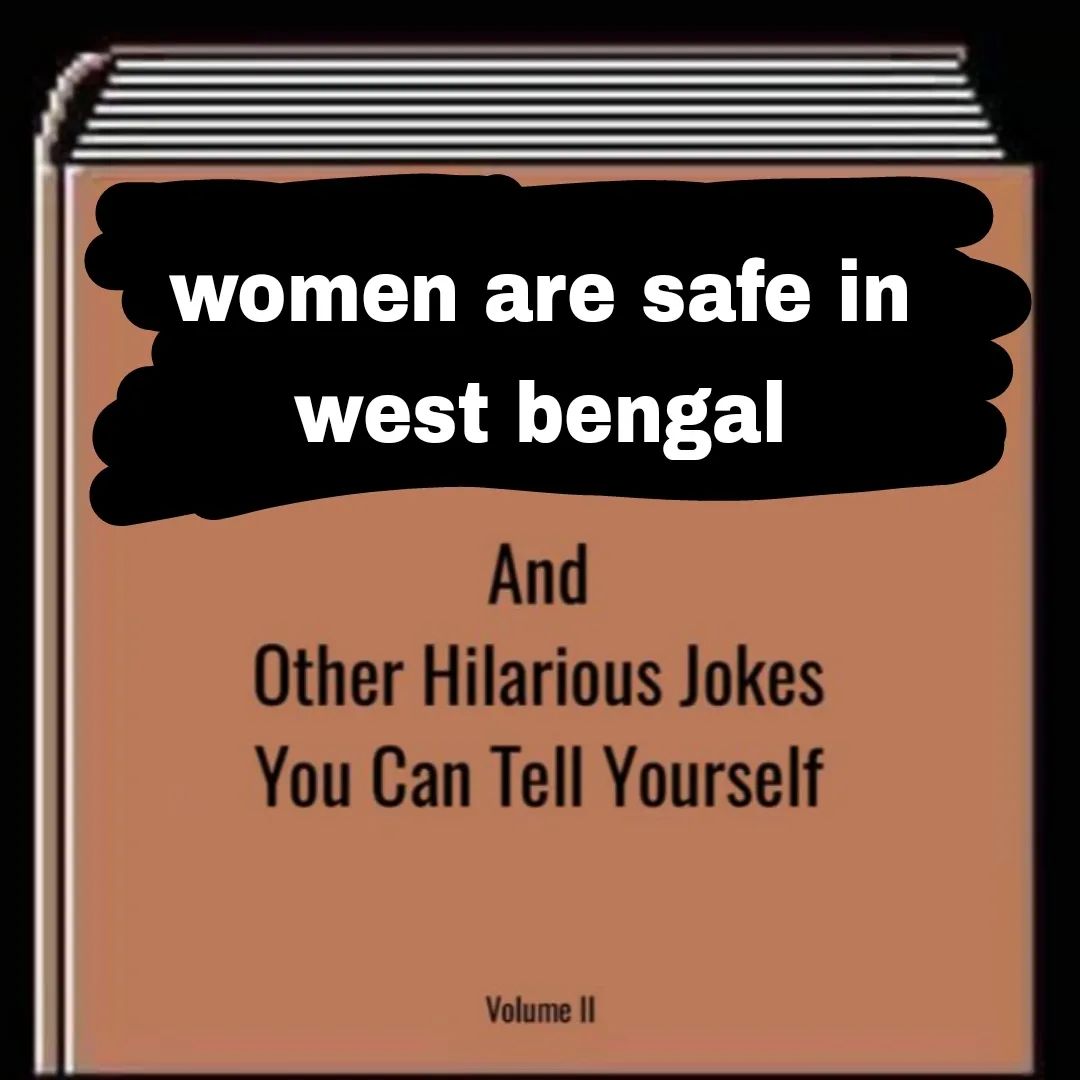 women are safe in
west bengal
And
Other Hilarious Jokes
You Can Tell Yourself
Volume II